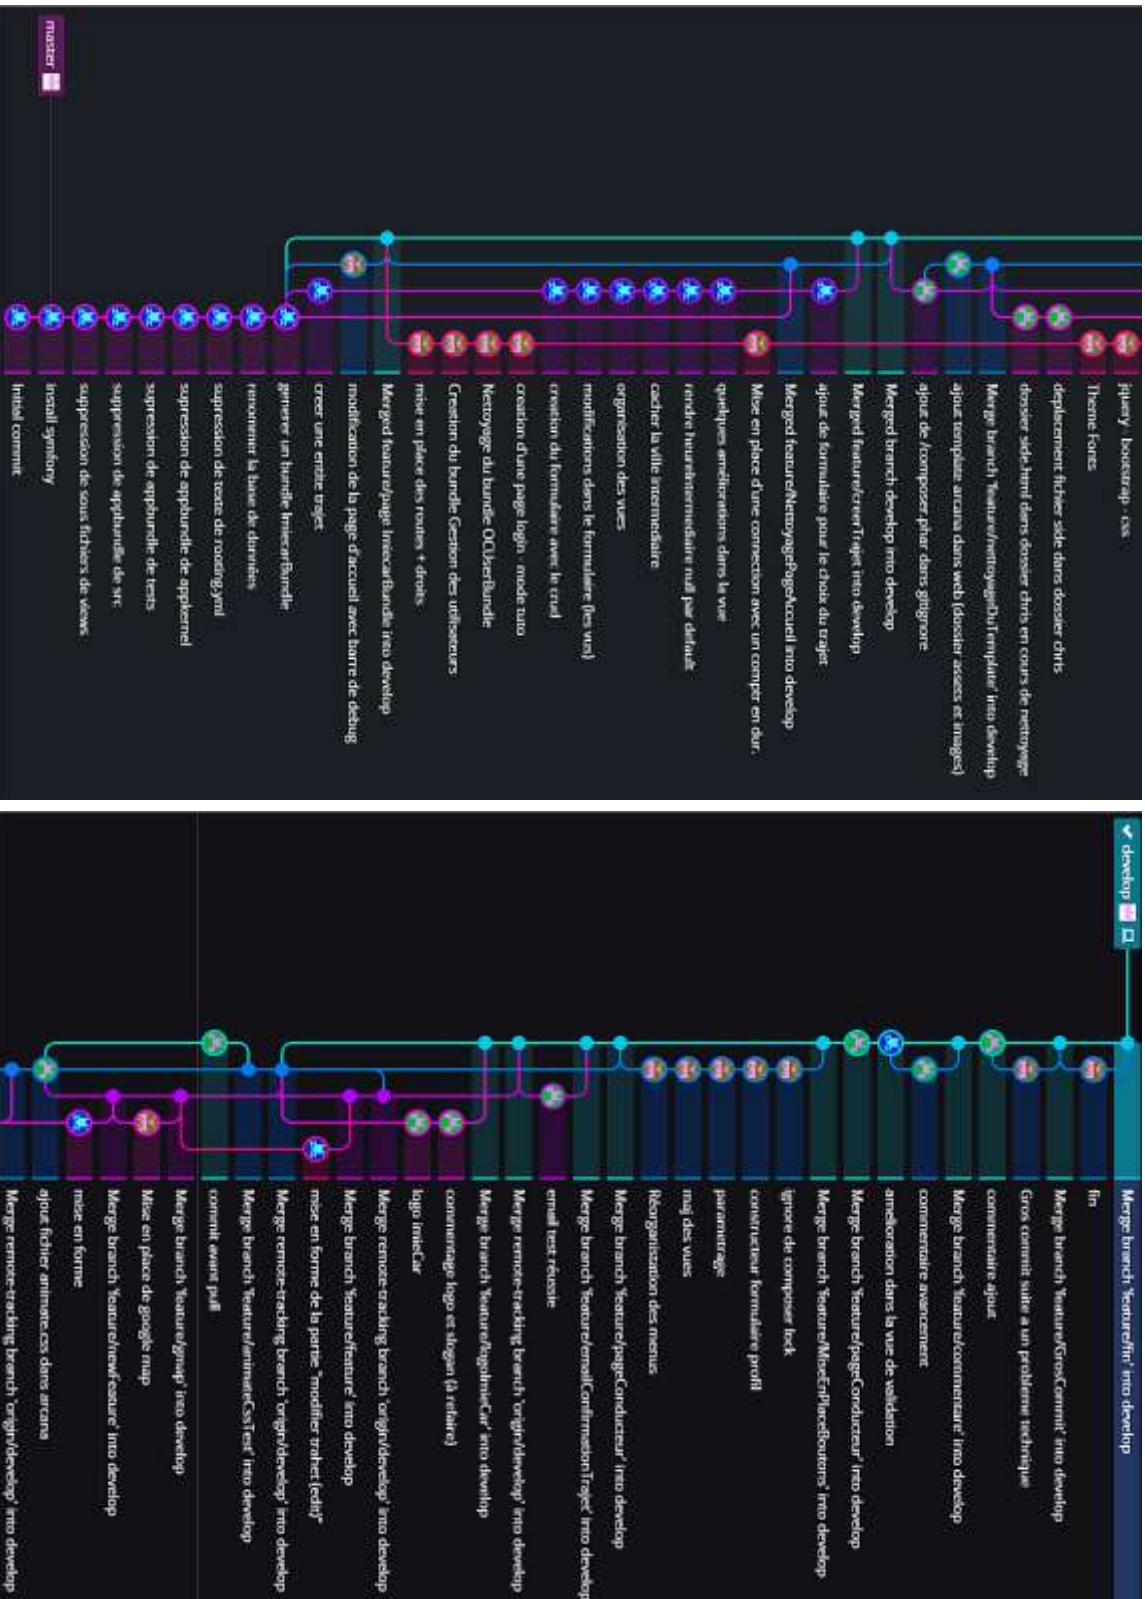 jquery - bootstrap - css
Theme Fonts
deplacement fichier side dans dossier chris
dossier side.html dans dossier chris en cours de nettoyage
Merge branch 'feature/nettoyageDuTemplate' into develop
ajout template arcana dans web (dossier assets et images)
ajout de /composer.phar dans gitignore
Merged branch develop into develop
Merged feature/creerTrajet into develop
ajout de formulaire pour le choix du trajet
Merged feature/NettoyagePageAccueil into develop
Mise en place d'une connection avec un comptr en dur.
quelques améliorations dans la vue
rendre heureIntermediaire null par default
cacher la ville intermediaire
organisation des vues
modifications dans le formulaire (les vus)
creation du formulaire avec le crud
creation d'une page login - mode tuto
Nettoyage du bundle OCUserBundle
Creation du bundle Gestion des utilisateurs
mise en place des routes + droits
Merged feature/page ImiecarBundle into develop
modification de la page d'accueil avec barre de debug
creer une entite trajet
generer un bundle ImiecarBundle
renommer la base de données
supression de texte de routing.yml
supression de appbundle de appkernel
supression de appbundle de tests
suppression de appbundle de src
suppression de sous fichiers de views
master
install symfony
Initial commit
develop
Merge branch 'feature/fin' into develop
fin
Merge branch 'feature/GrosCommit' into develop
Gros commit suite a un probleme technique
commentaire ajout
Merge branch 'feature/commentaire' into develop
commentaire avancement
amelioration dans la vue de validation
Merge branch 'feature/pageConducteur' into develop
Merge branch 'feature/MiseEnPlaceBoutons' into develop
ignore de composer lock
constructeur formulaire profil
parametrage
maj des vues
Réorganisation des menus
Merge branch 'feature/pageConducteur' into develop
Merge branch 'feature/emailConfirmationTrajet' into develop
email test réussie
Merge remote-tracking branch 'origin/develop' into develop
Merge branch 'feature/logoImieCar' into develop
commentage logo et slogan (à refaire)
logo imieCar
Merge remote-tracking branch 'origin/develop' into develop
Merge branch 'feature/feature' into develop
mise en forme de la partie "modifier trahet (edit)"
Merge remote-tracking branch 'origin/develop' into develop
Merge branch 'feature/animateCssTest' into develop
commit avant pull
Merge branch 'feature/gmap' into develop
Mise en place de google map
Merge branch 'feature/newFeature' into develop
mise en forme
ajout fichier animate.css dans arcana
Merge remote-tracking branch 'origin/develop' into develop